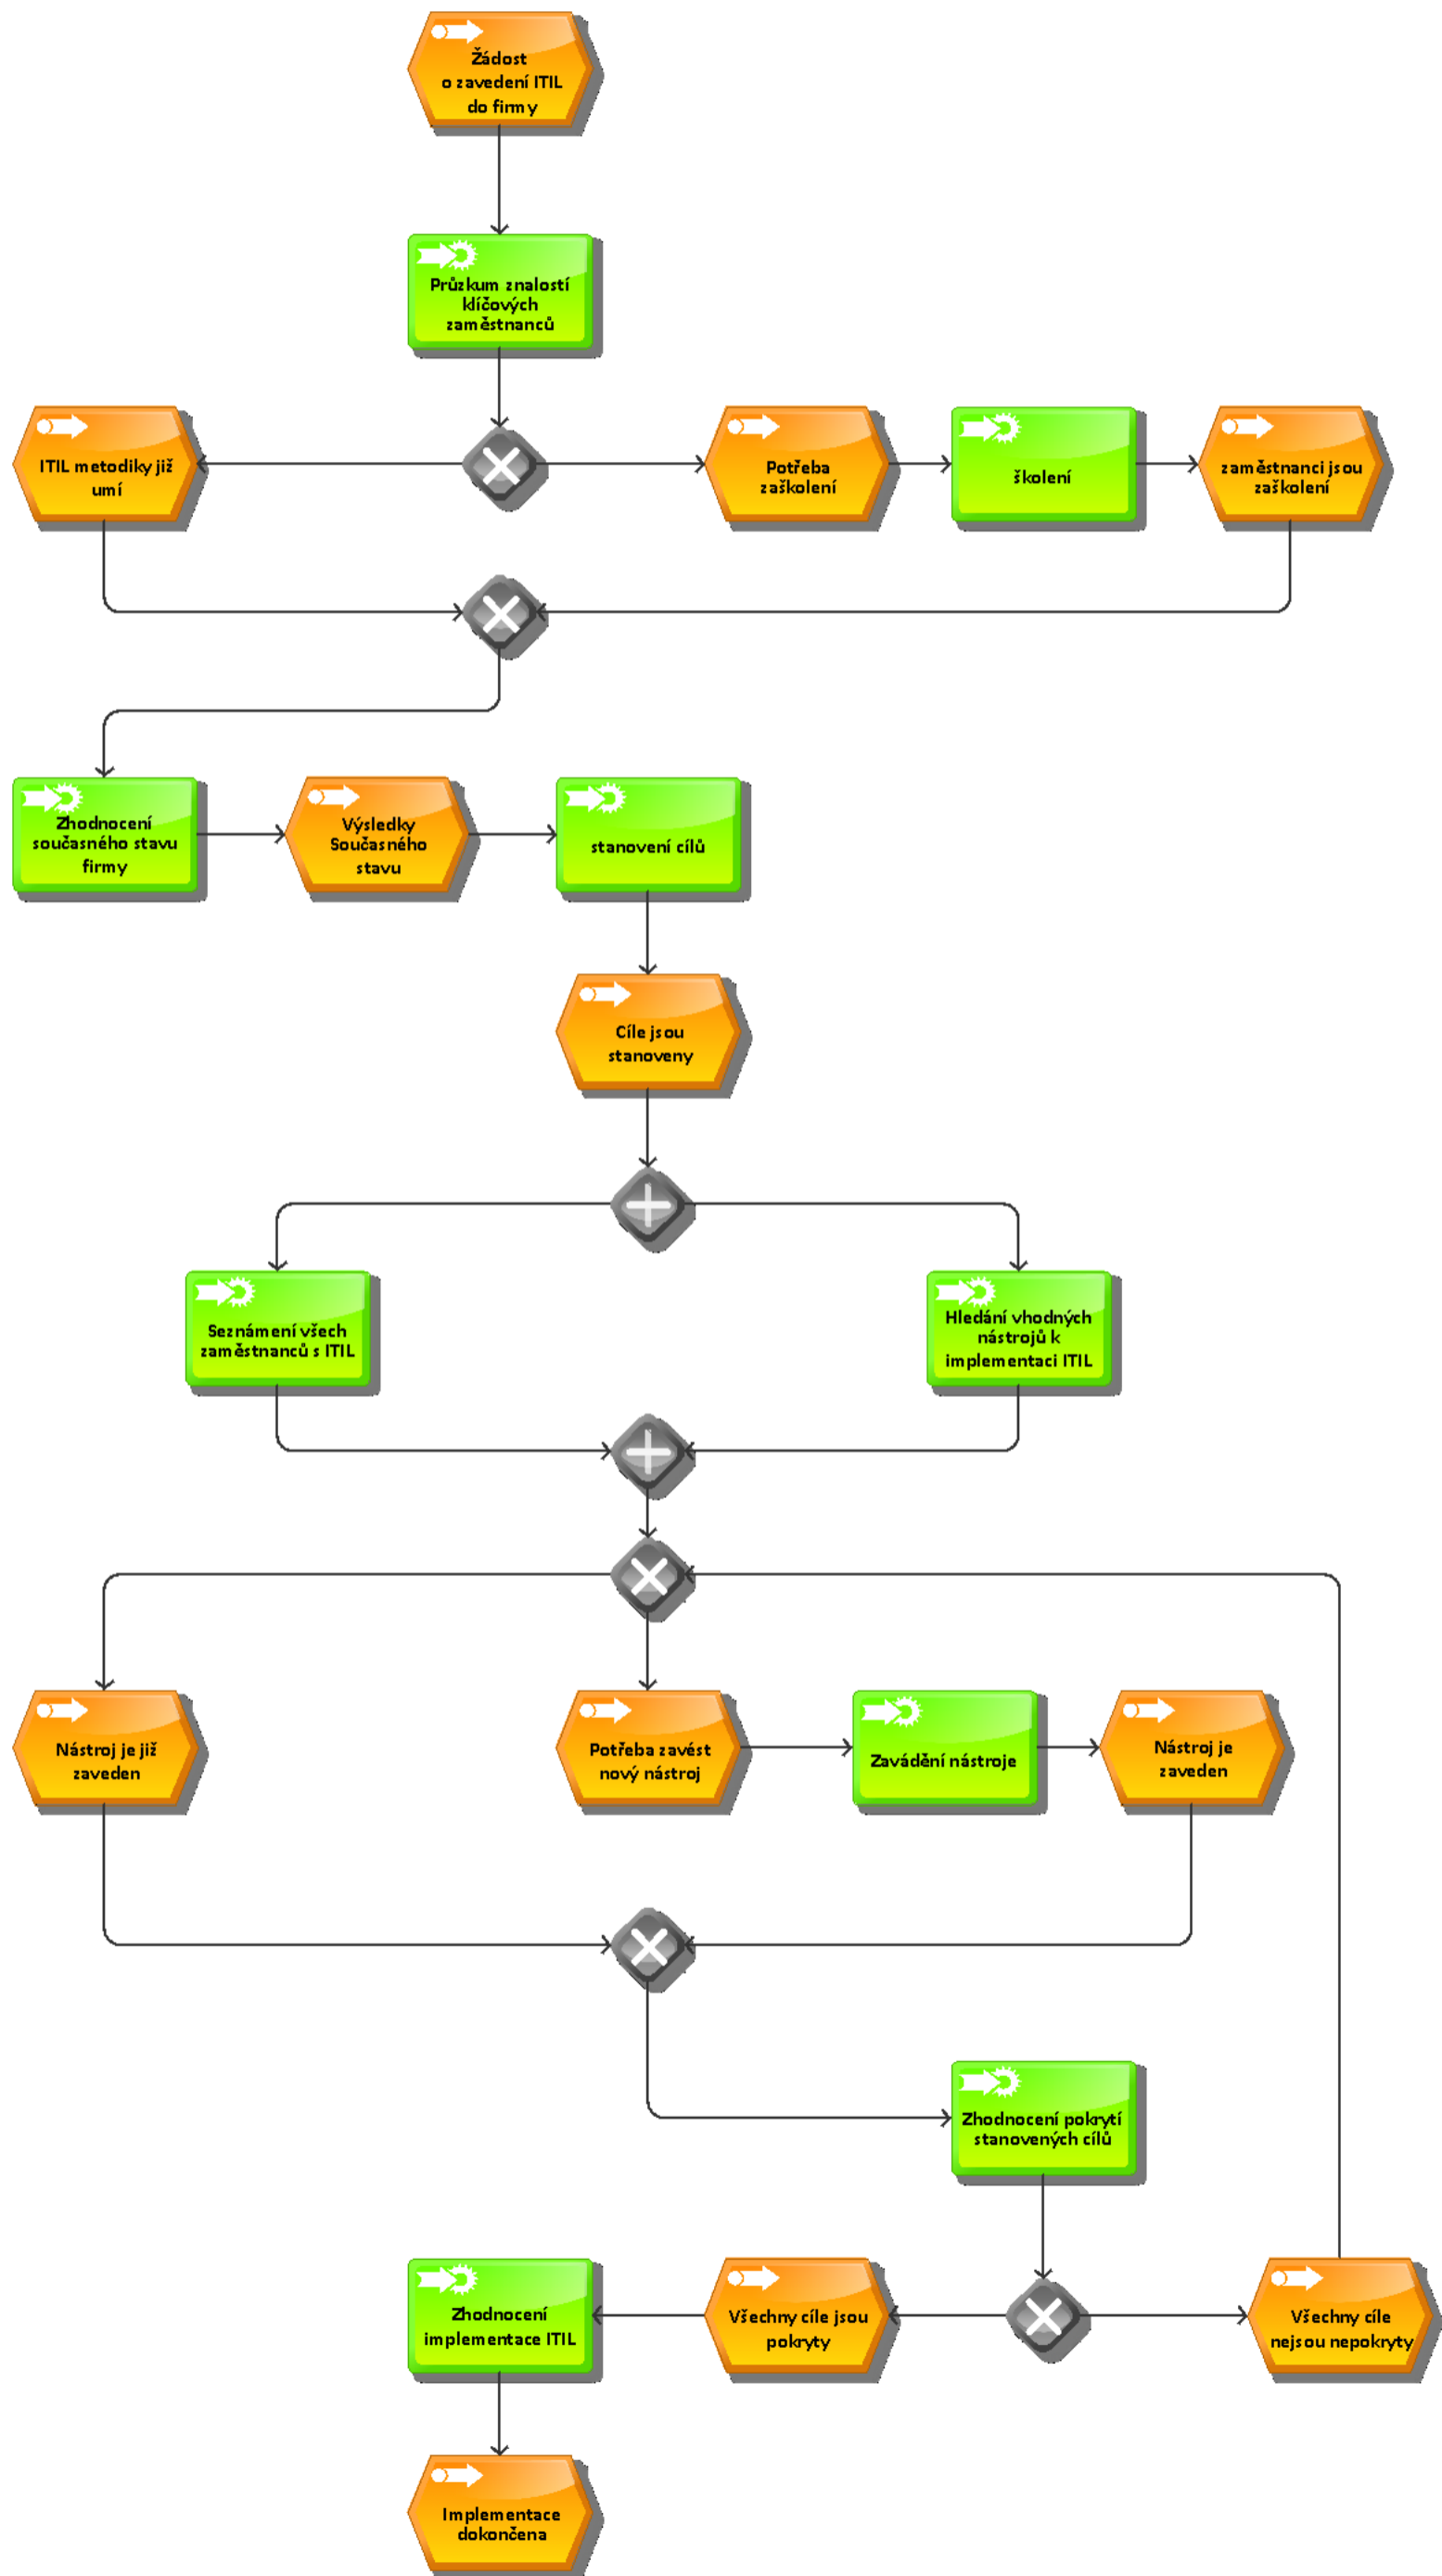 Žádost
o zavedení ITIL
do firmy
Průzkum znalostí
klíčových
zaměstnanců
ITIL metodiky již
umí
Potřeba
zaškolení
školení
zaměstnanci jsou
zaškolení
Zhodnocení
současného stavu
firmy
Výsledky
Současného
stavu
stanovení cílů
Cíle jsou
stanoveny
Seznámení všech
zaměstnanců s ITIL
Hledání vhodných
nástrojů k
implementaci ITIL
Nástroj je již
zaveden
Potřeba zavést
nový nástroj
Zavádění nástroje
Nástroj je
zaveden
Zhodnocení pokrytí
stanovených cílů
Zhodnocení
implementace ITIL
Všechny cíle jsou
pokryty
Všechny cíle
nejsou nepokryty
Implementace
dokončena